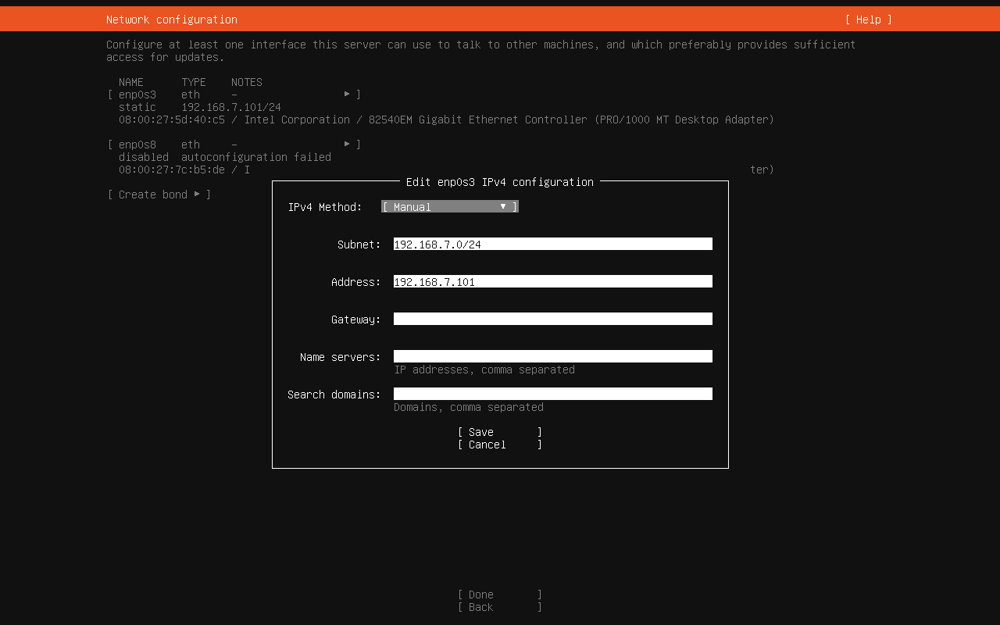 Network configuration [ Help ]
Configure at least one interface this server can use to talk to other machines, and which preferably provides sufficient
access for updates.
NAME TYPE NOTES
[ enp0s3 eth – ▸ ]
static 192.168.7.101/24
08:00:27:5d:40:c5 / Intel Corporation / 82540EM Gigabit Ethernet Controller (PRO/1000 MT Desktop Adapter)
[ enp0s8 eth – ▸ ]
disabled autoconfiguration failed
08:00:27:7c:b5:de / I ter)
Edit enp0s3 IPv4 configuration
[ Create bond ▸ ]
IPv4 Method: [ Manual ▾ ]
Subnet: 192.168.7.0/24
Address: 192.168.7.101
Gateway:
Name servers:
IP addresses, comma separated
Search domains:
Domains, comma separated
[ Save ]
[ Cancel ]
[ Done ]
[ Back ]